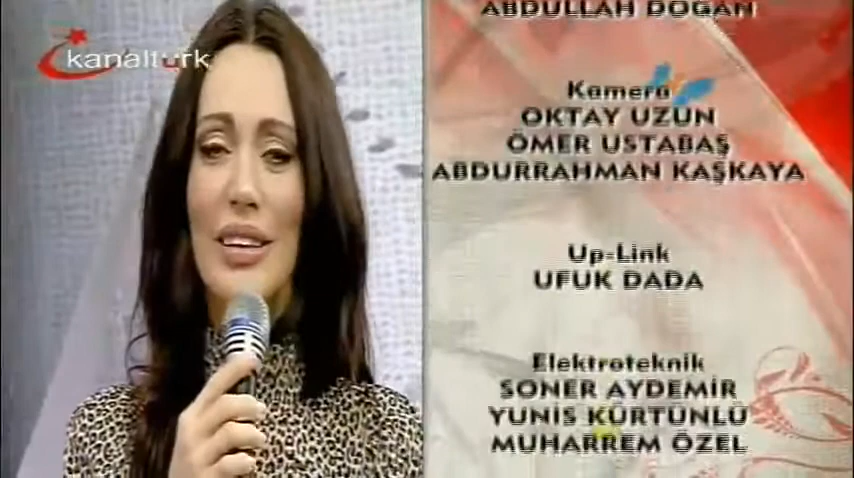 kanaltürk
ABDULLAH DOĞAN
Kamera
OKTAY UZUN
ÖMER USTABAŞ
ABDURRAHMAN KAŞKAYA
Up-Link
UFUK DADA
Elektroteknik
SONER AYDEMİR
YUNİS KÜRTÜNLÜ
MUHARREM ÖZEL